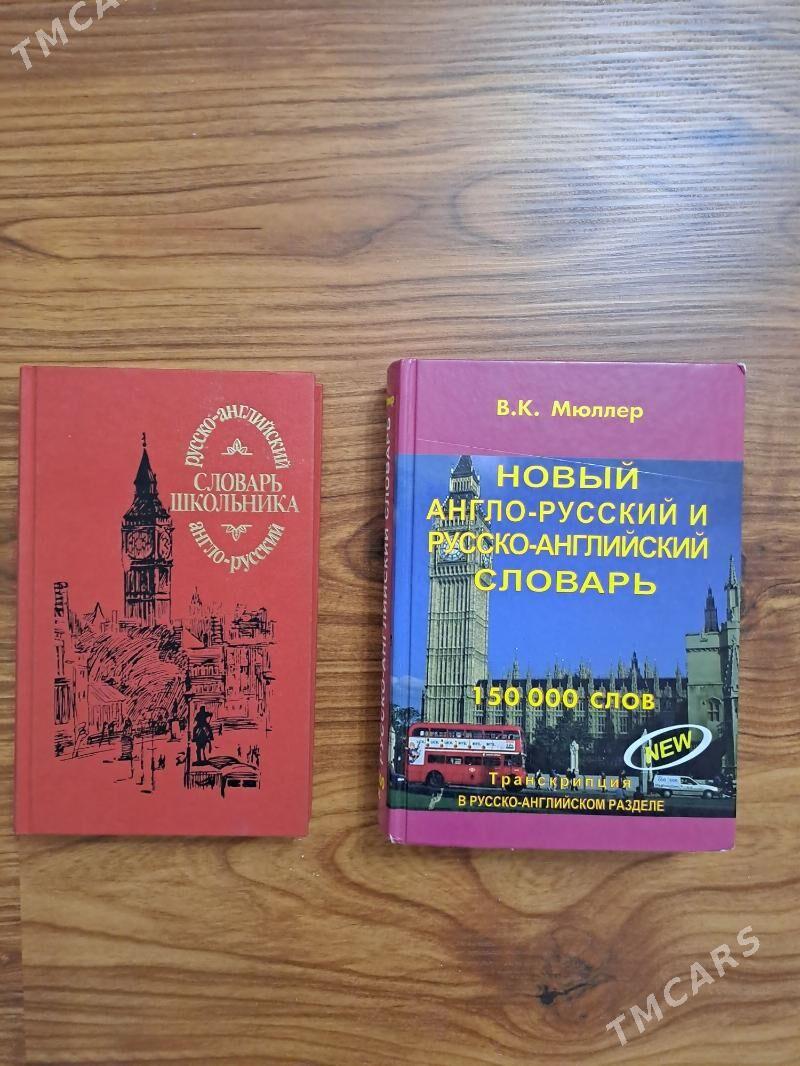 TMCARS
русско-английский
СЛОВАРЬ
ШКОЛЬНИКА
англо-русский
В.К. Мюллер
НОВЫЙ
АНГЛО-РУССКИЙ И
РУССКО-АНГЛИЙСКИЙ
СЛОВАРЬ
150 000 СЛОВ
NEW
Транскрипция
В РУССКО-АНГЛИЙСКОМ РАЗДЕЛЕ
TMCARS